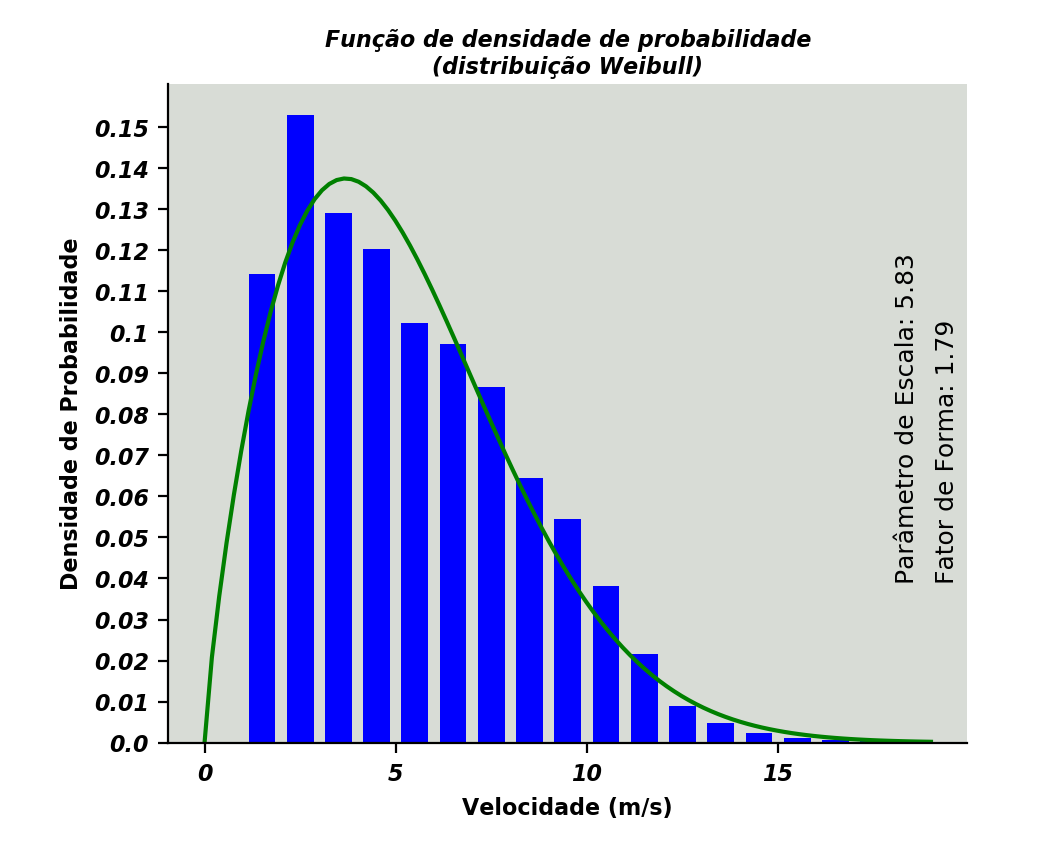 Função de densidade de probabilidade
(distribuição Weibull)
0.15
0.14
0.13
0.12
0.11
0.1
0.09
0.08
0.07
0.06
0.05
0.04
0.03
0.02
0.01
0.0
Densidade de Probabilidade
0 5 10 15
Velocidade (m/s)
Parâmetro de Escala: 5.83
Fator de Forma: 1.79